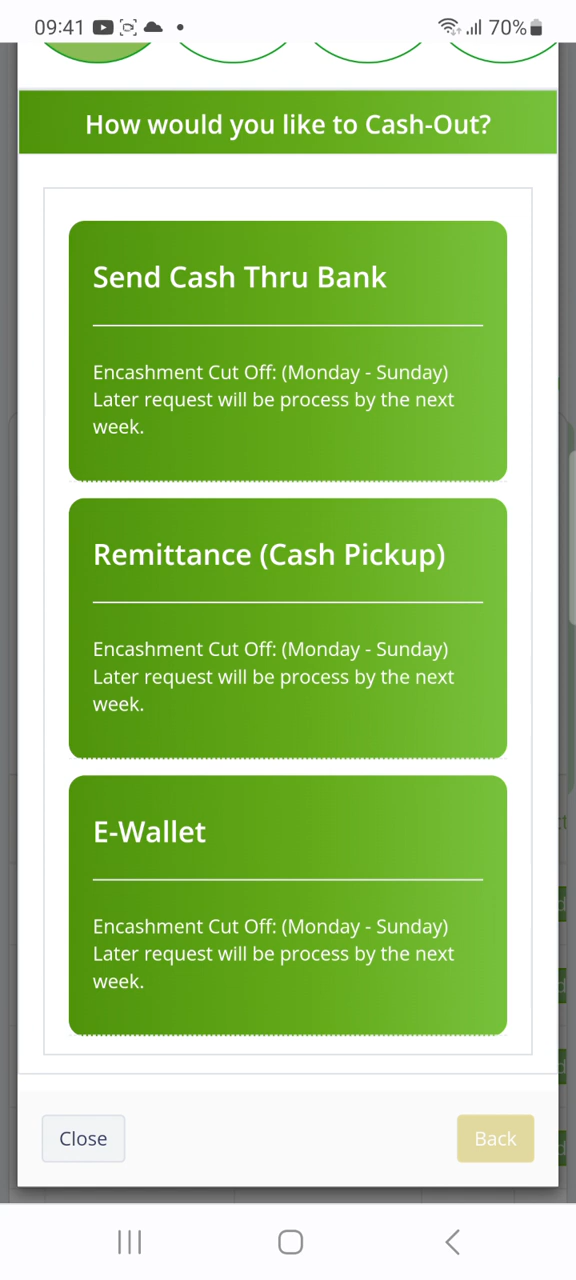 09:41
70%
How would you like to Cash-Out?
Send Cash Thru Bank
Encashment Cut Off: (Monday - Sunday)
Later request will be process by the next
week.
Remittance (Cash Pickup)
Encashment Cut Off: (Monday - Sunday)
Later request will be process by the next
week.
E-Wallet
Encashment Cut Off: (Monday - Sunday)
Later request will be process by the next
week.
Close
Back